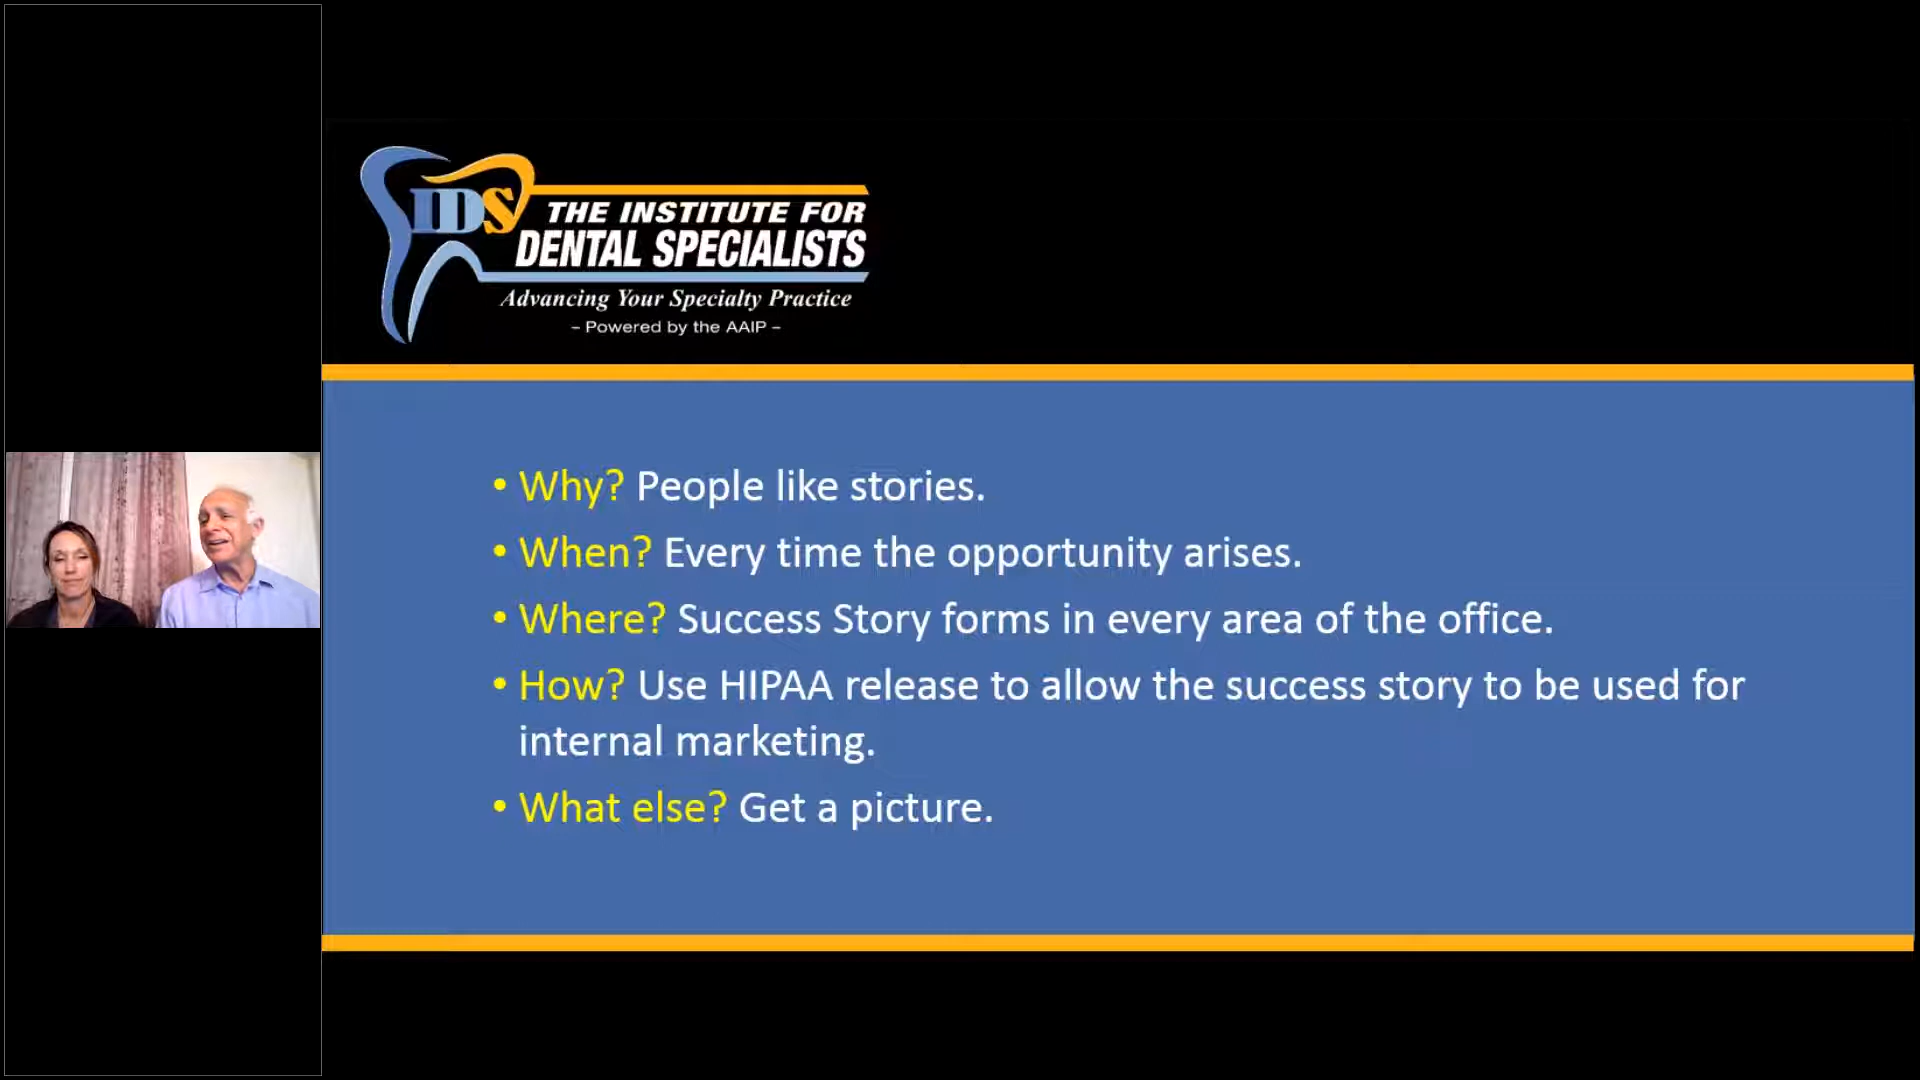 IDS
THE INSTITUTE FOR
DENTAL SPECIALISTS
Advancing Your Specialty Practice
– Powered by the AAIP –
• Why? People like stories.
• When? Every time the opportunity arises.
• Where? Success Story forms in every area of the office.
• How? Use HIPAA release to allow the success story to be used for
internal marketing.
• What else? Get a picture.